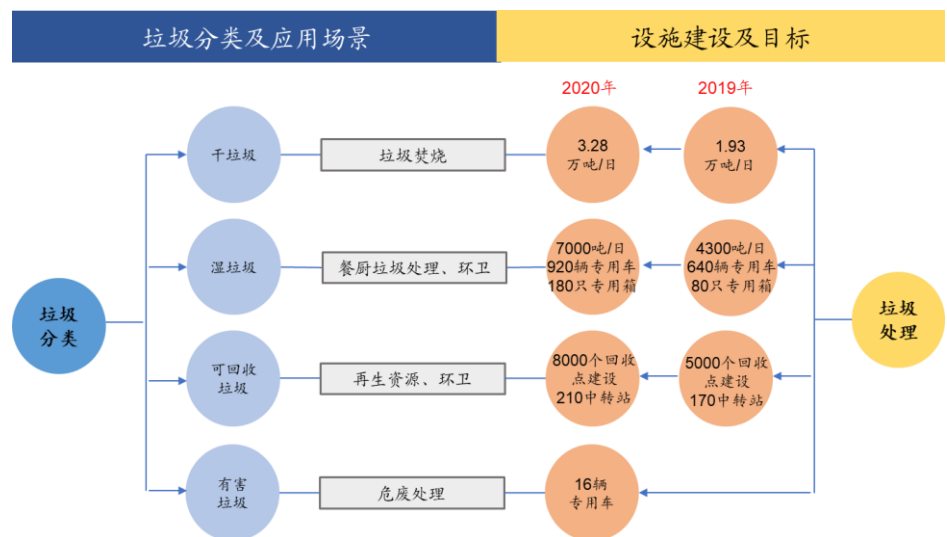 垃圾分类及应用场景
设施建设及目标
2020年
2019年
干垃圾
垃圾焚烧
3.28
万吨/日
1.93
万吨/日
湿垃圾
餐厨垃圾处理、环卫
7000吨/日
920辆专用车
180只专用箱
4300吨/日
640辆专用车
80只专用箱
垃圾
分类
垃圾
处理
可回收
垃圾
再生资源、环卫
8000个回收
点建设
210中转站
5000个回收
点建设
170中转站
有害
垃圾
危废处理
16辆
专用车